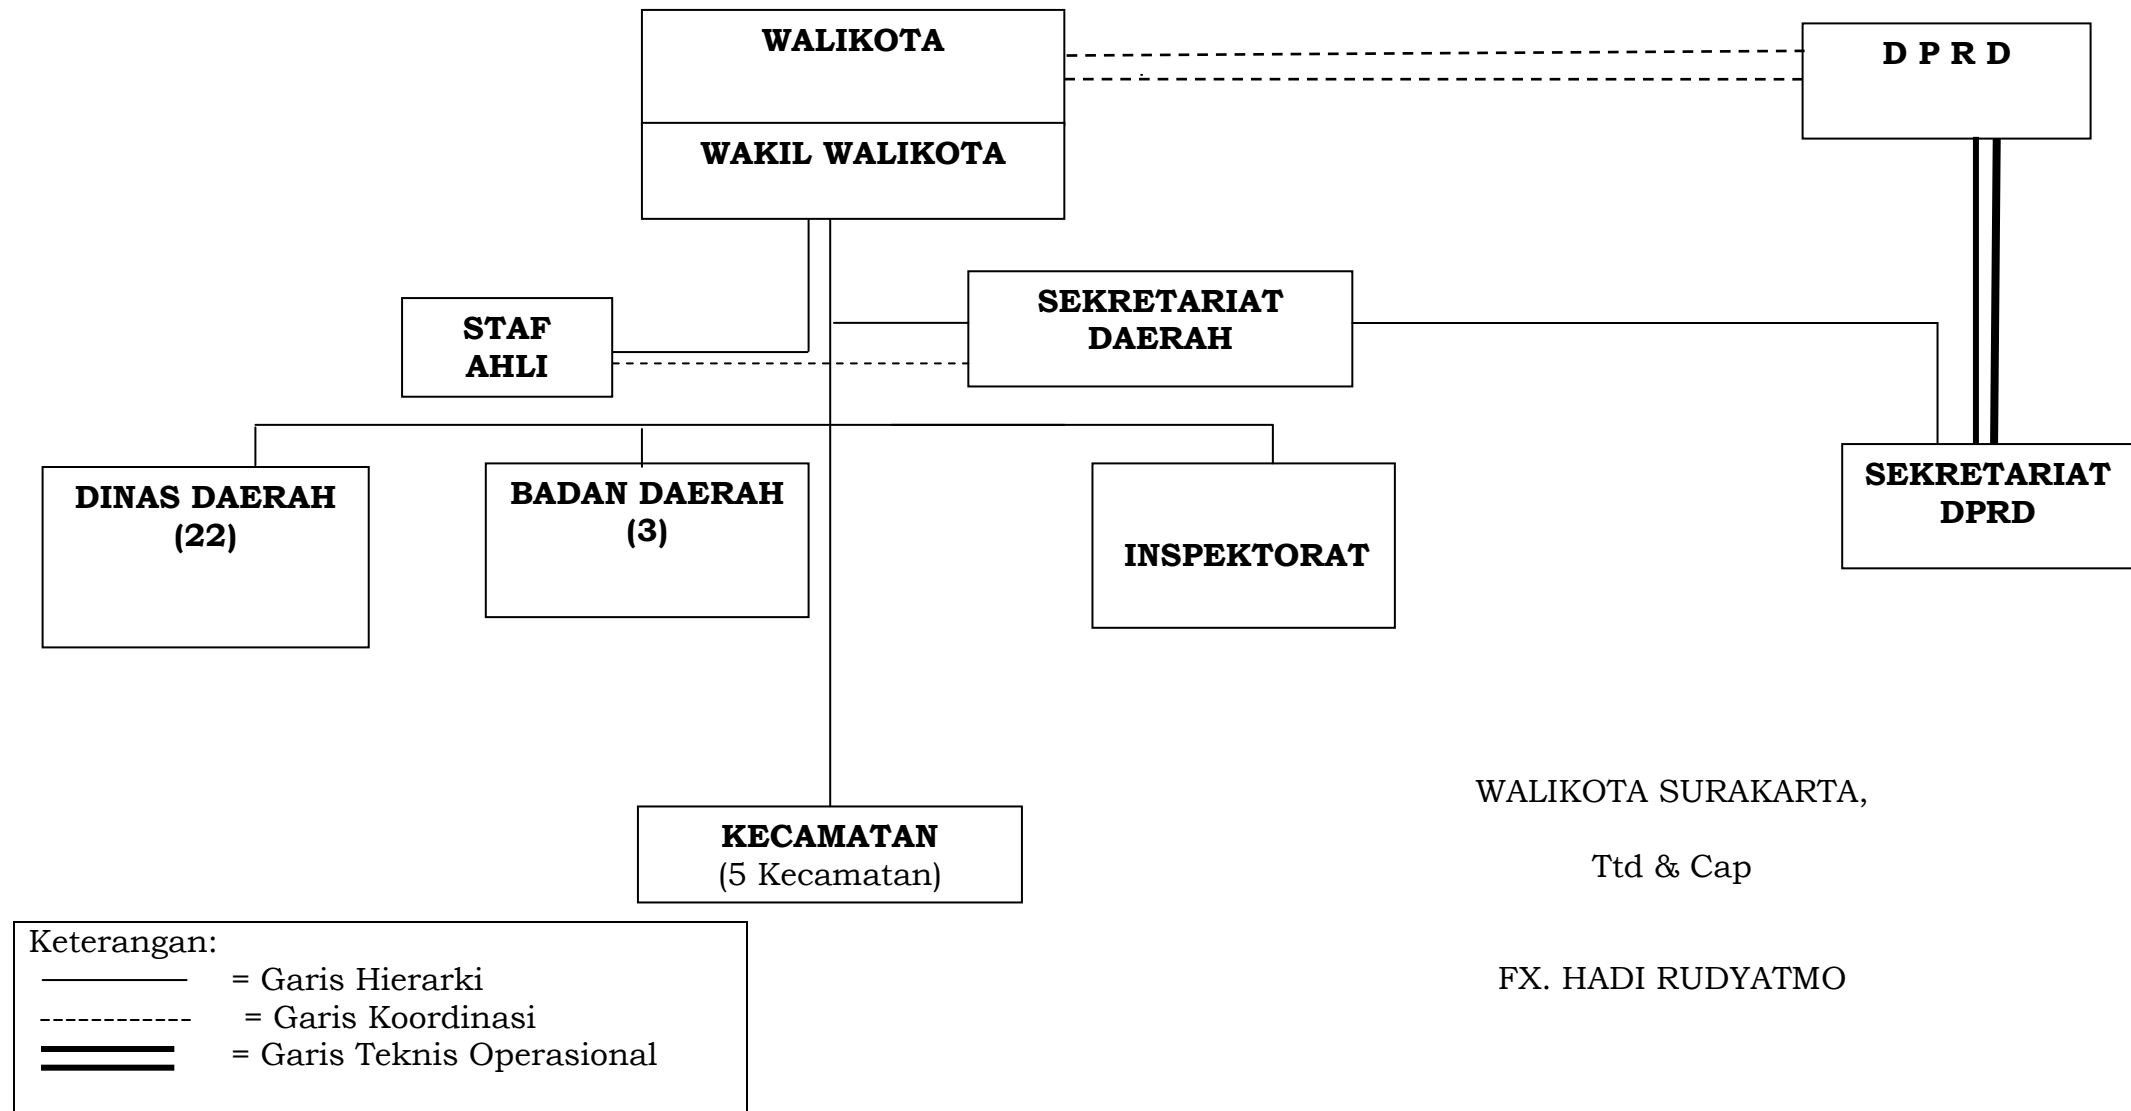 WALIKOTA
D P R D
WAKIL WALIKOTA
STAF
AHLI
SEKRETARIAT
DAERAH
DINAS DAERAH
(22)
BADAN DAERAH
(3)
INSPEKTORAT
SEKRETARIAT
DPRD
KECAMATAN
(5 Kecamatan)
WALIKOTA SURAKARTA,
Ttd & Cap
FX. HADI RUDYATMO
Keterangan:
= Garis Hierarki
= Garis Koordinasi
= Garis Teknis Operasional